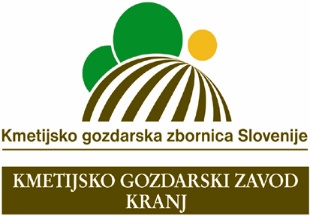 Kmetijsko gozdarska zbornica Slovenije
KMETIJSKO GOZDARSKI ZAVOD
KRANJ